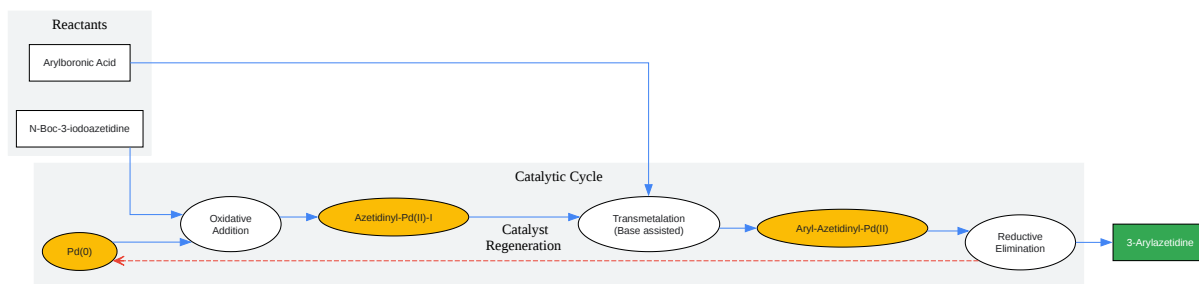 Reactants
Arylboronic Acid
N-Boc-3-iodoazetidine
Catalytic Cycle
Oxidative
Addition
Azetidinyl-Pd(II)-I
Transmetalation
(Base assisted)
Catalyst
Regeneration
Aryl-Azetidinyl-Pd(II)
Reductive
Elimination
Pd(0)
3-Arylazetidine